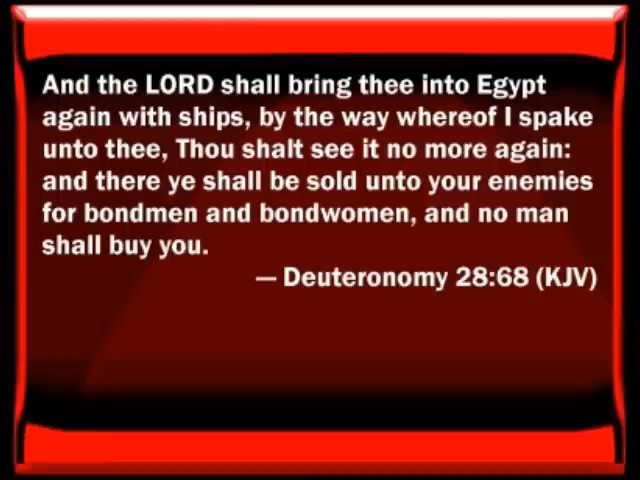 And the LORD shall bring thee into Egypt
again with ships, by the way whereof I spake
unto thee, Thou shalt see it no more again:
and there ye shall be sold unto your enemies
for bondmen and bondwomen, and no man
shall buy you.
— Deuteronomy 28:68 (KJV)